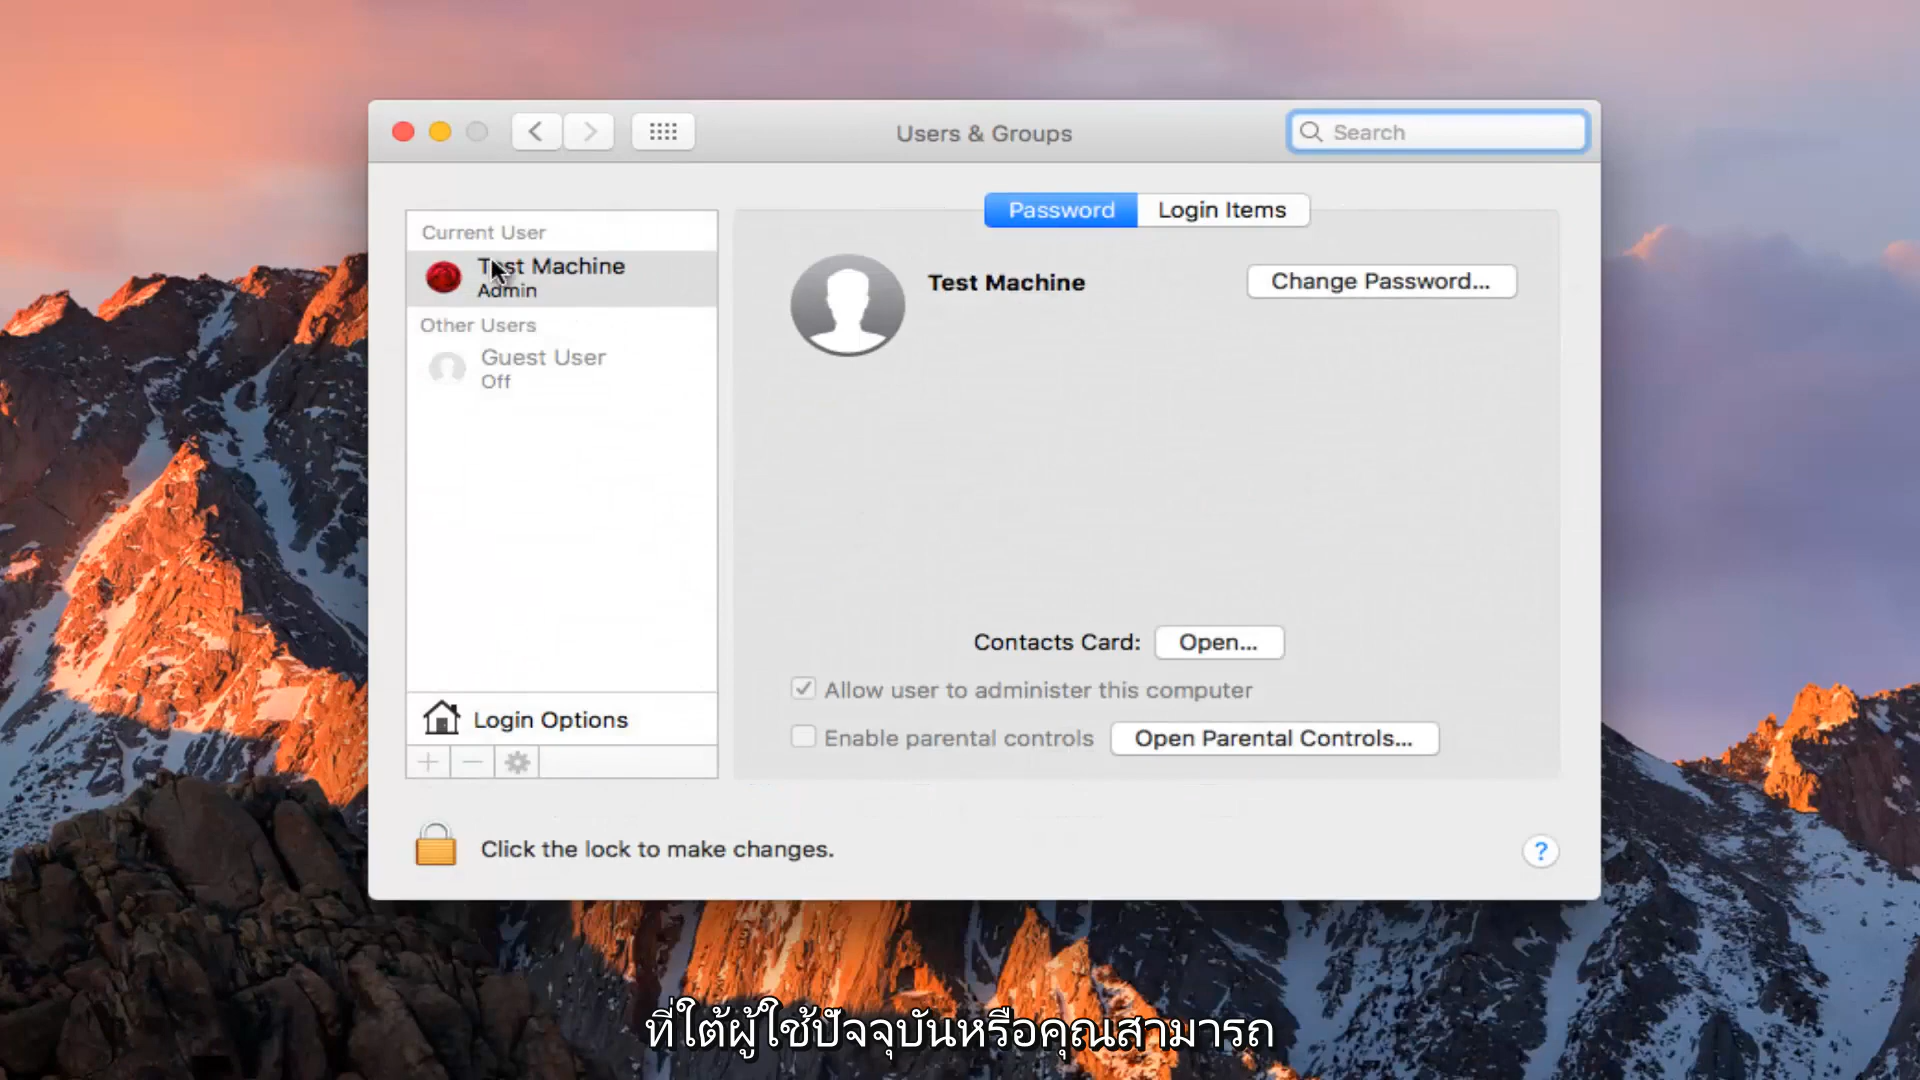 Users & Groups
Search
Password
Login Items
Current User
Test Machine
Admin
Other Users
Guest User
Off
Test Machine
Change Password...
Contacts Card:
Open...
Allow user to administer this computer
Enable parental controls
Open Parental Controls...
Login Options
Click the lock to make changes.
?
ที่ใต้ผู้ใช้ปัจจุบันหรือคุณสามารถ